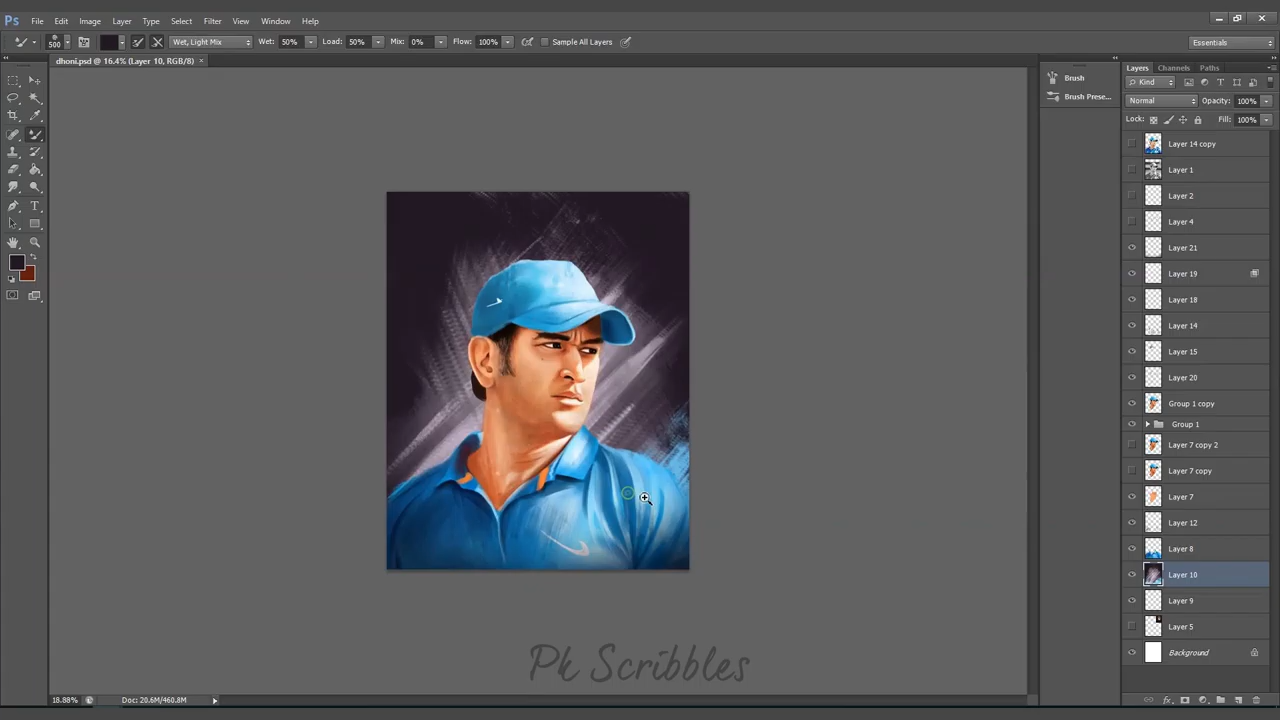 Ps File Edit Image Layer Type Select Filter View Window Help
500 Wet, Light Mix Wet: 50% Load: 50% Mix: 0% Flow: 100% Sample All Layers Essentials
dhoni.psd @ 16.4% (Layer 10, RGB/8) ×
Layers Channels Paths
Brush
Brush Prese...
Kind
Normal Opacity: 100%
Lock: Fill: 100%
Layer 14 copy
Layer 1
Layer 2
Layer 4
Layer 21
Layer 19
Layer 18
Layer 14
Layer 15
Layer 20
Group 1 copy
Group 1
Layer 7 copy 2
Layer 7 copy
Layer 7
Layer 12
Layer 8
Layer 10
Layer 9
Layer 5
Background
Pk Scribbles
18.88% Doc: 20.6M/460.8M